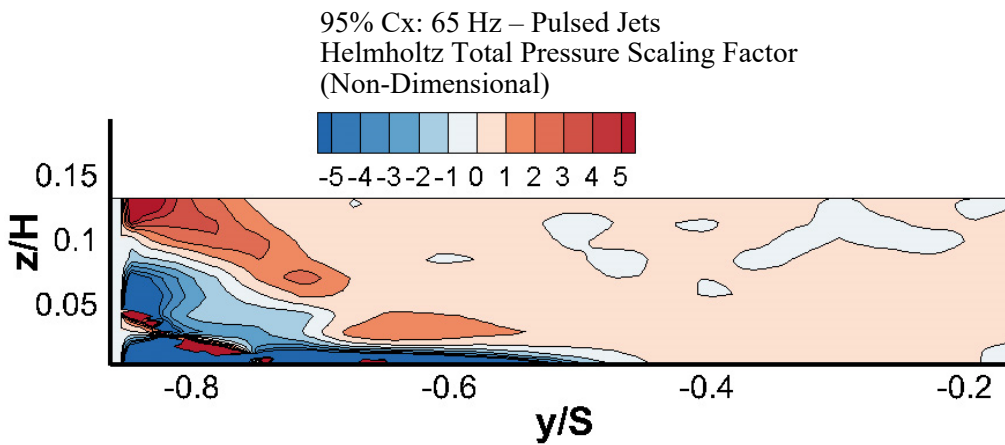 95% Cx: 65 Hz – Pulsed Jets
Helmholtz Total Pressure Scaling Factor
(Non-Dimensional)
-5 -4 -3 -2 -1 0 1 2 3 4 5
0.15
0.1
0.05
z/H
-0.8 -0.6 -0.4 -0.2
y/S